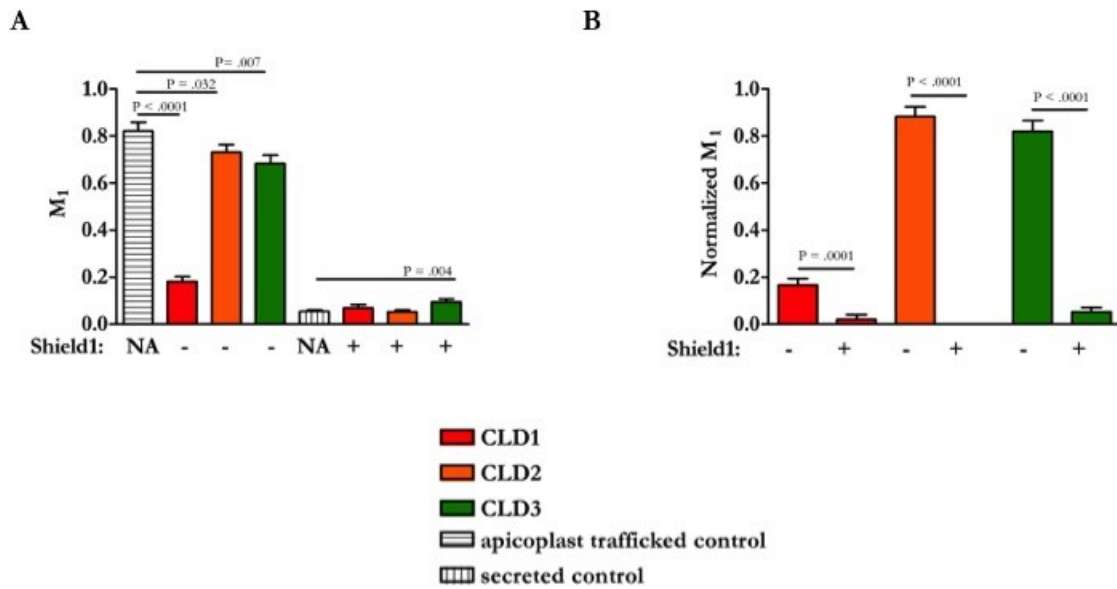 A
P= .007
P = .032
P < .0001
1.0
0.8
0.6
0.4
0.2
0.0
M1
P = .004
Shield1: NA - - - NA + + +
B
P < .0001
P < .0001
1.0
0.8
0.6
0.4
0.2
0.0
Normalized M1
P = .0001
Shield1: - + - + - +
CLD1
CLD2
CLD3
apicoplast trafficked control
secreted control